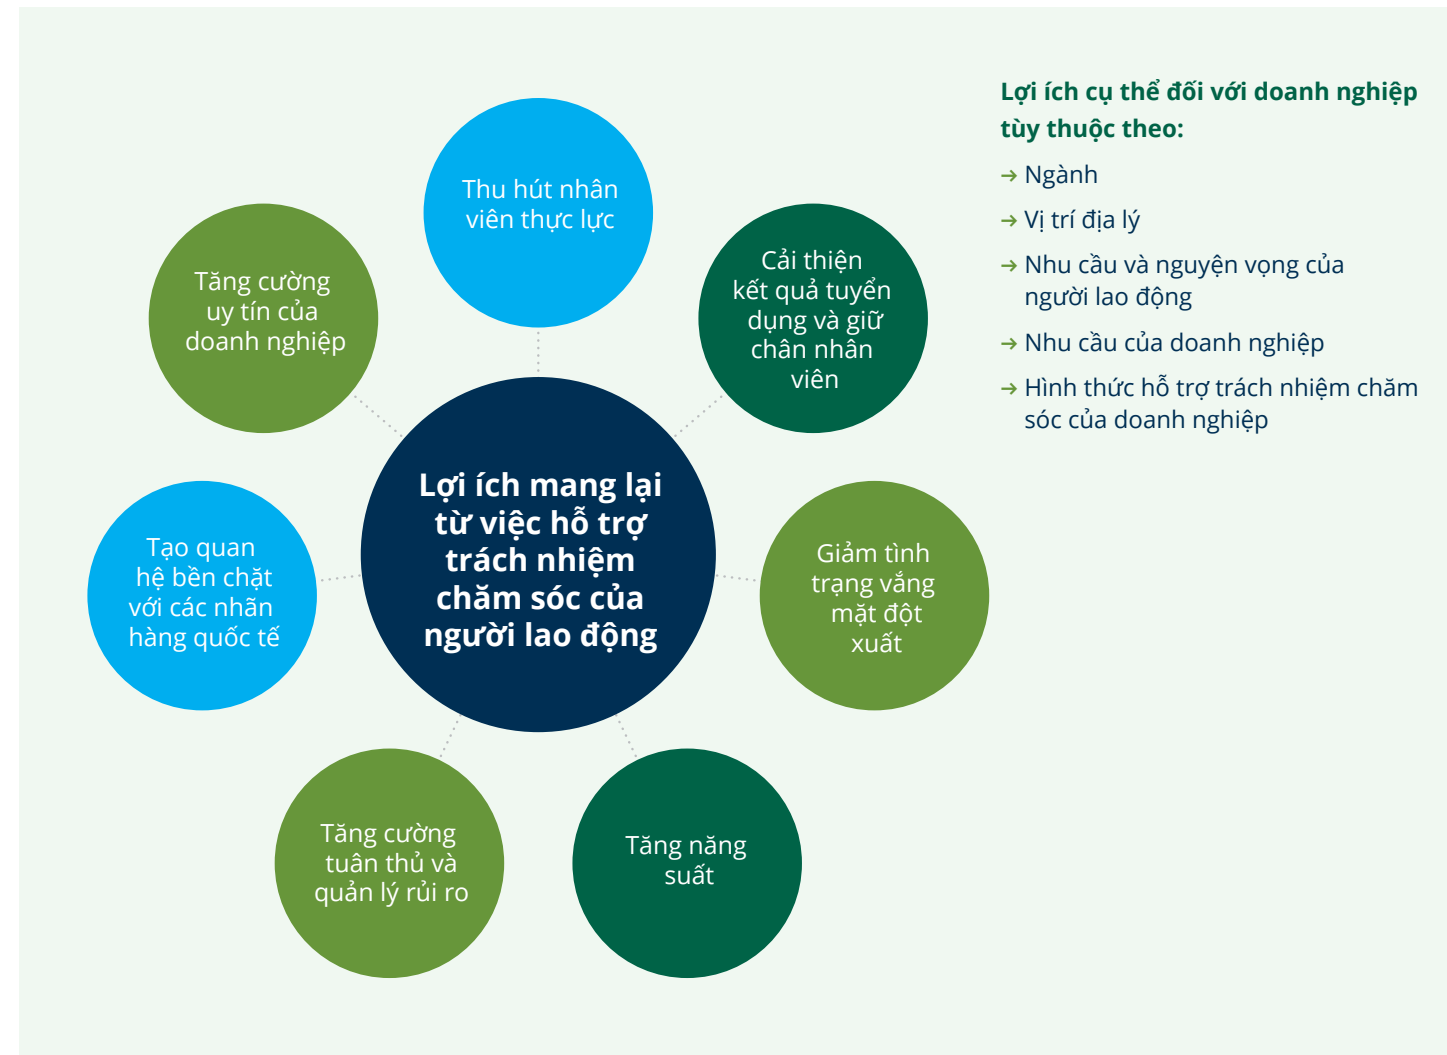 Lợi ích cụ thể đối với doanh nghiệp
tùy thuộc theo:
→ Ngành
→ Vị trí địa lý
→ Nhu cầu và nguyện vọng của
người lao động
→ Nhu cầu của doanh nghiệp
→ Hình thức hỗ trợ trách nhiệm chăm
sóc của doanh nghiệp
Thu hút nhân
viên thực lực
Cải thiện
kết quả tuyển
dụng và giữ
chân nhân
viên
Giảm tình
trạng vắng
mặt đột
xuất
Tăng năng
suất
Tăng cường
tuân thủ và
quản lý rủi ro
Tạo quan
hệ bền chặt
với các nhãn
hàng quốc tế
Tăng cường
uy tín của
doanh nghiệp
Lợi ích mang lại
từ việc hỗ trợ
trách nhiệm
chăm sóc của
người lao động